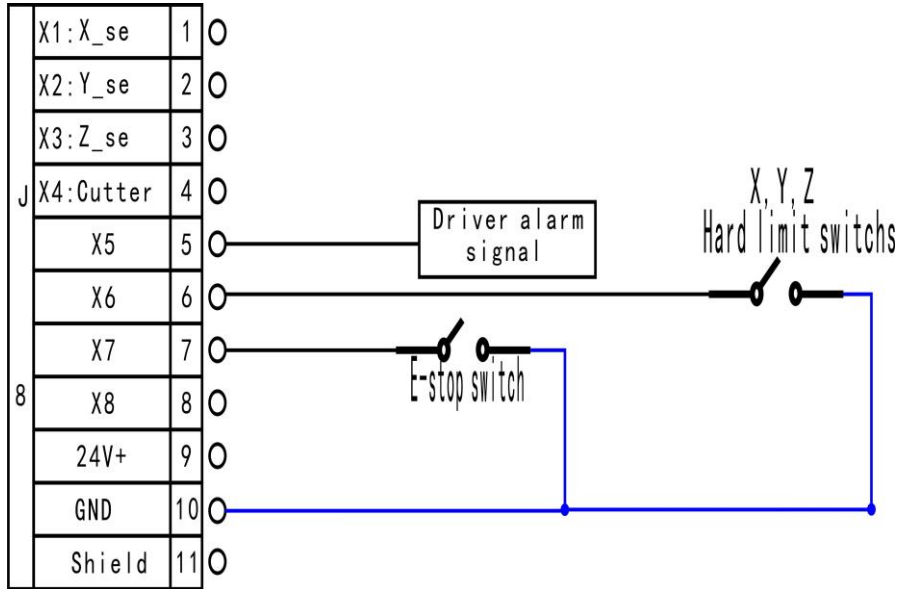 X1:X_se 1
X2:Y_se 2
X3:Z_se 3
J
X4:Cutter 4
X5 5
X6 6
X7 7
8
X8 8
24V+ 9
GND 10
Shield 11
Driver alarm
signal
X, Y, Z
Hard limit switchs
E-stop switch